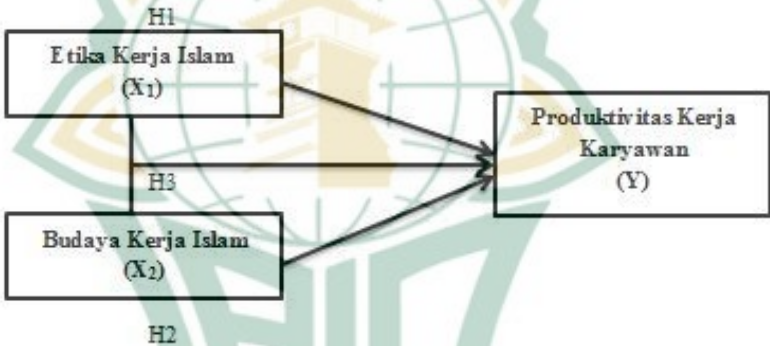 H1
Etika Kerja Islam
(X₁)
Produktivitas Kerja
Karyawan
(Y)
H3
Budaya Kerja Islam
(X₂)
H2